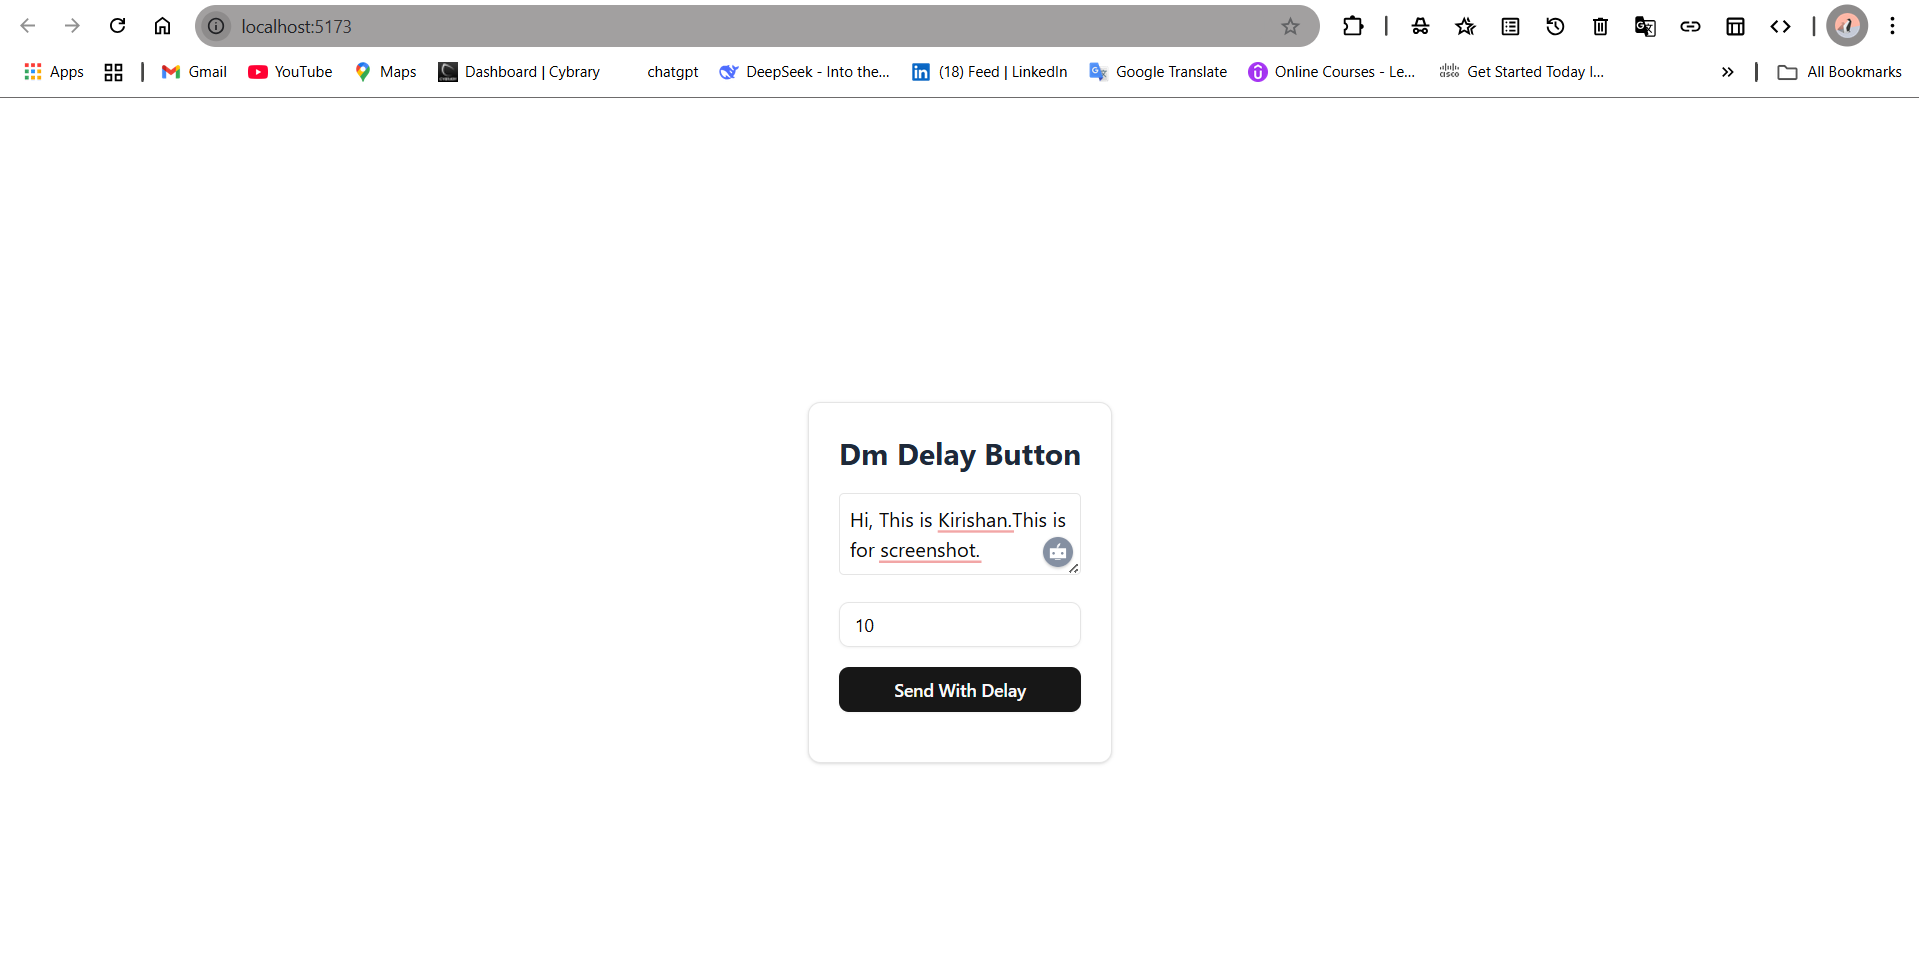 localhost:5173
Apps Gmail YouTube Maps Dashboard | Cybrary chatgpt DeepSeek - Into the... (18) Feed | LinkedIn Google Translate Online Courses - Le... Get Started Today I... » All Bookmarks
Dm Delay Button
Hi, This is Kirishan.This is
for screenshot.
10
Send With Delay